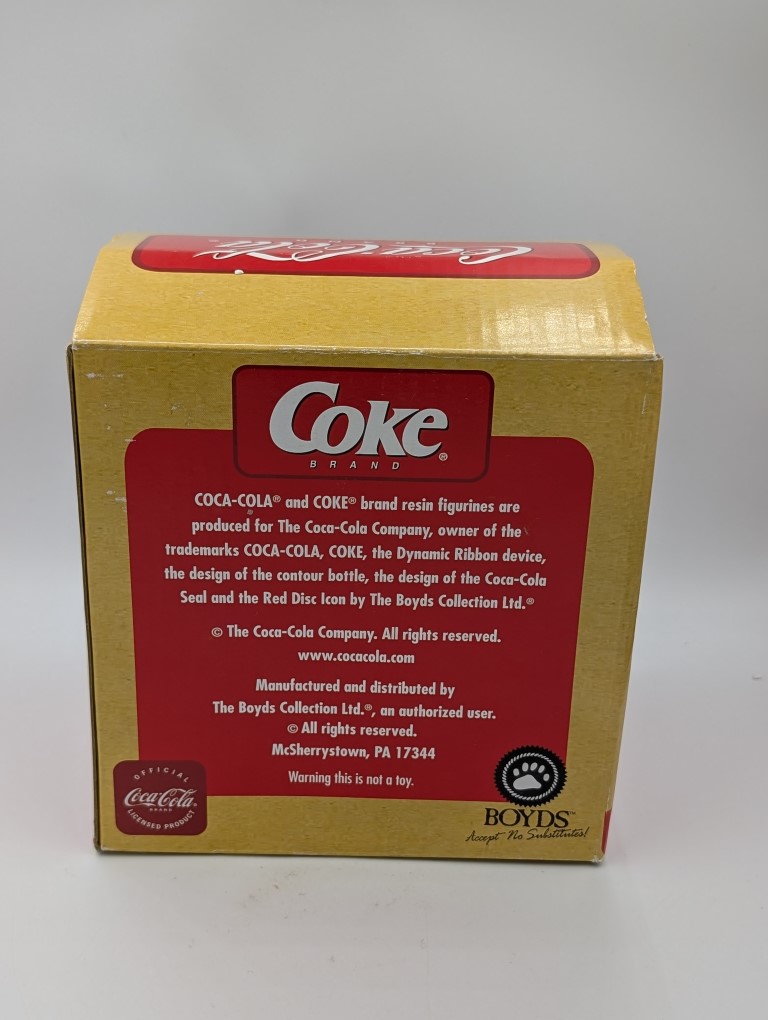 Coca-Cola
Coke®
BRAND
COCA-COLA® and COKE® brand resin figurines are
produced for The Coca-Cola Company, owner of the
trademarks COCA-COLA, COKE, the Dynamic Ribbon device,
the design of the contour bottle, the design of the Coca-Cola
Seal and the Red Disc Icon by The Boyds Collection Ltd.®
© The Coca-Cola Company. All rights reserved.
www.cocacola.com
Manufactured and distributed by
The Boyds Collection Ltd.®, an authorized user.
© All rights reserved.
McSherrystown, PA 17344
Warning this is not a toy.
OFFICIAL
Coca-Cola®
BRAND
LICENSED PRODUCT
BOYDS™
Accept No Substitutes!